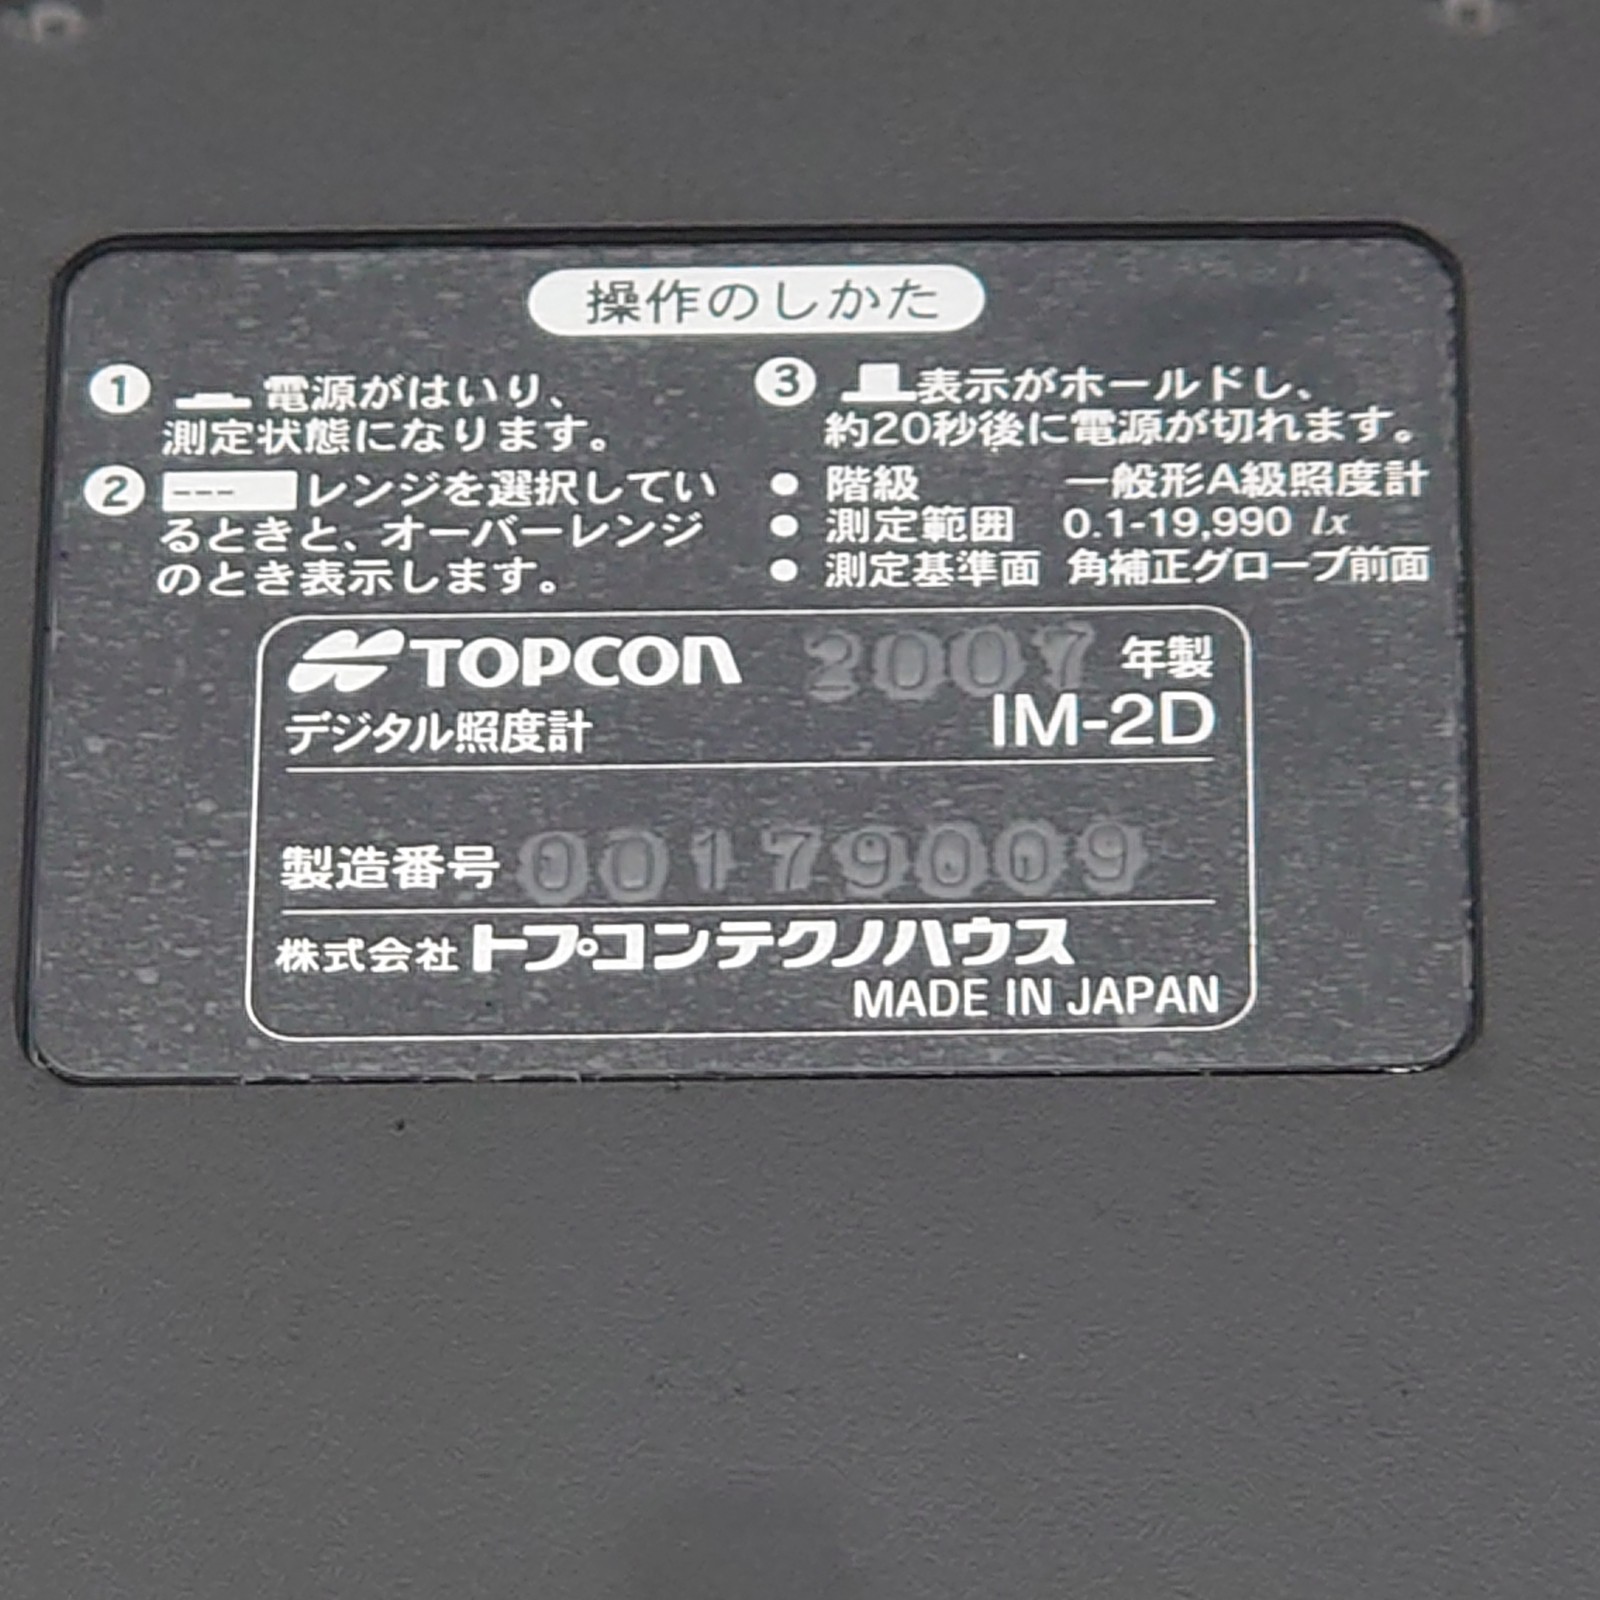 操作のしかた
① 電源がはいり、
測定状態になります。
② --- レンジを選択してい
るときと、オーバーレンジ
のとき表示します。
③ 表示がホールドし、
約20秒後に電源が切れます。
● 階級 一般形A級照度計
● 測定範囲 0.1-19,990 lx
● 測定基準面 角補正グローブ前面
TOPCON 2007 年製
デジタル照度計 IM-2D
製造番号 00179009
株式会社トプコンテクノハウス
MADE IN JAPAN